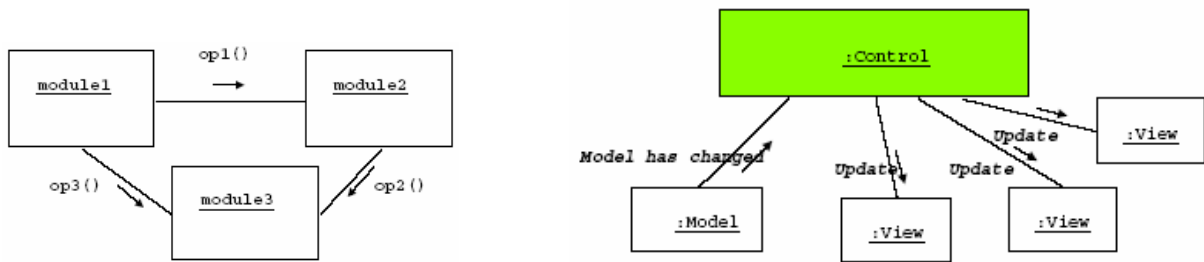 op1()
module1
module2
op3()
module3
op2()
:Control
Model has changed
Update
Update
Update
:View
:Model
:View
:View